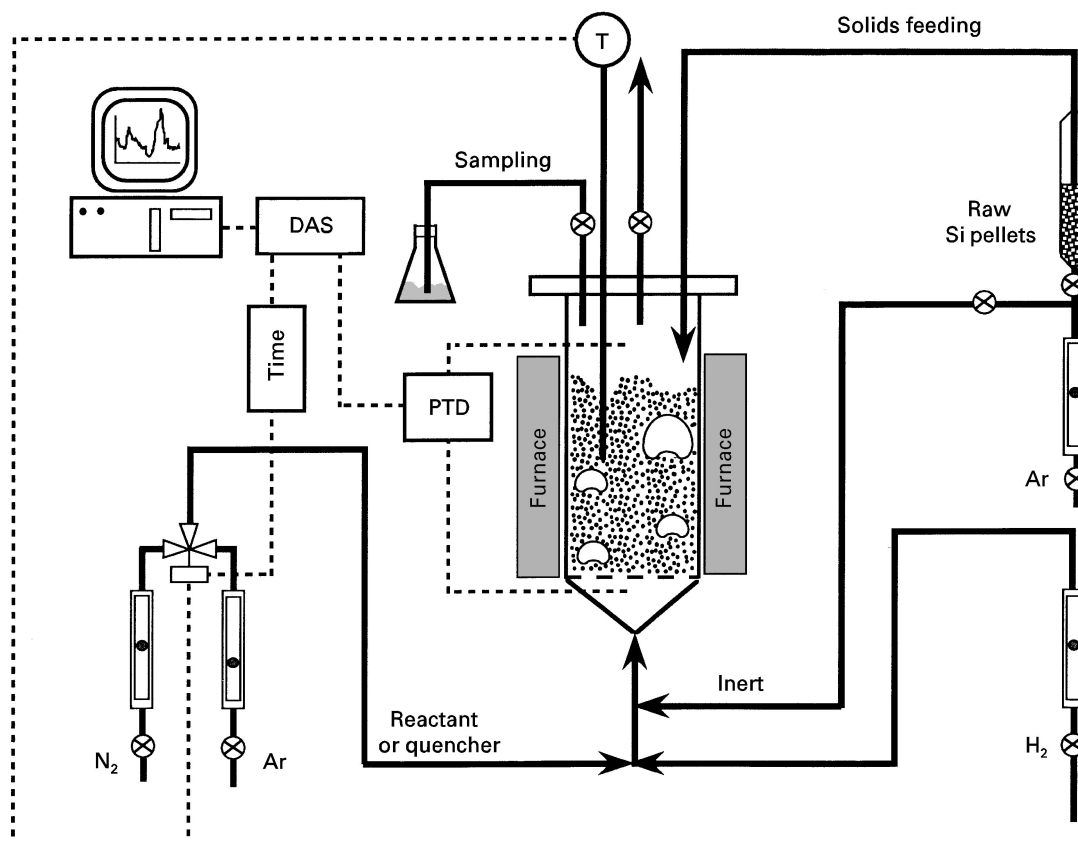 Solids feeding
T
Sampling
DAS
Raw
Si pellets
Time
PTD
Furnace
Furnace
Ar
Inert
Reactant
or quencher
N₂
Ar
H₂